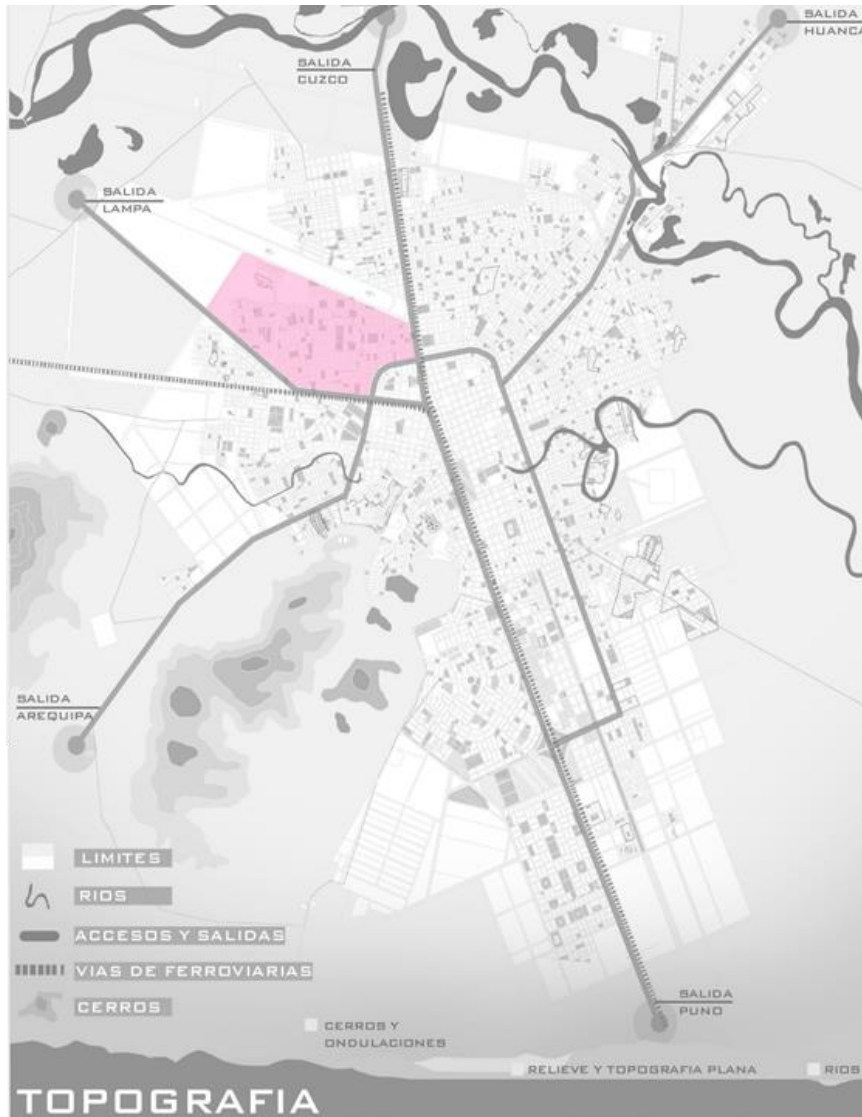 SALIDA
HUANCA
SALIDA
CUZCO
SALIDA
LAMPA
SALIDA
AREQUIPA
LIMITES
RIOS
ACCESOS Y SALIDAS
VIAS DE FERROVIARIAS
CERROS
SALIDA
PUNO
CERROS Y
ONDULACIONES
RELIEVE Y TOPOGRAFIA PLANA
RIOS
TOPOGRAFIA